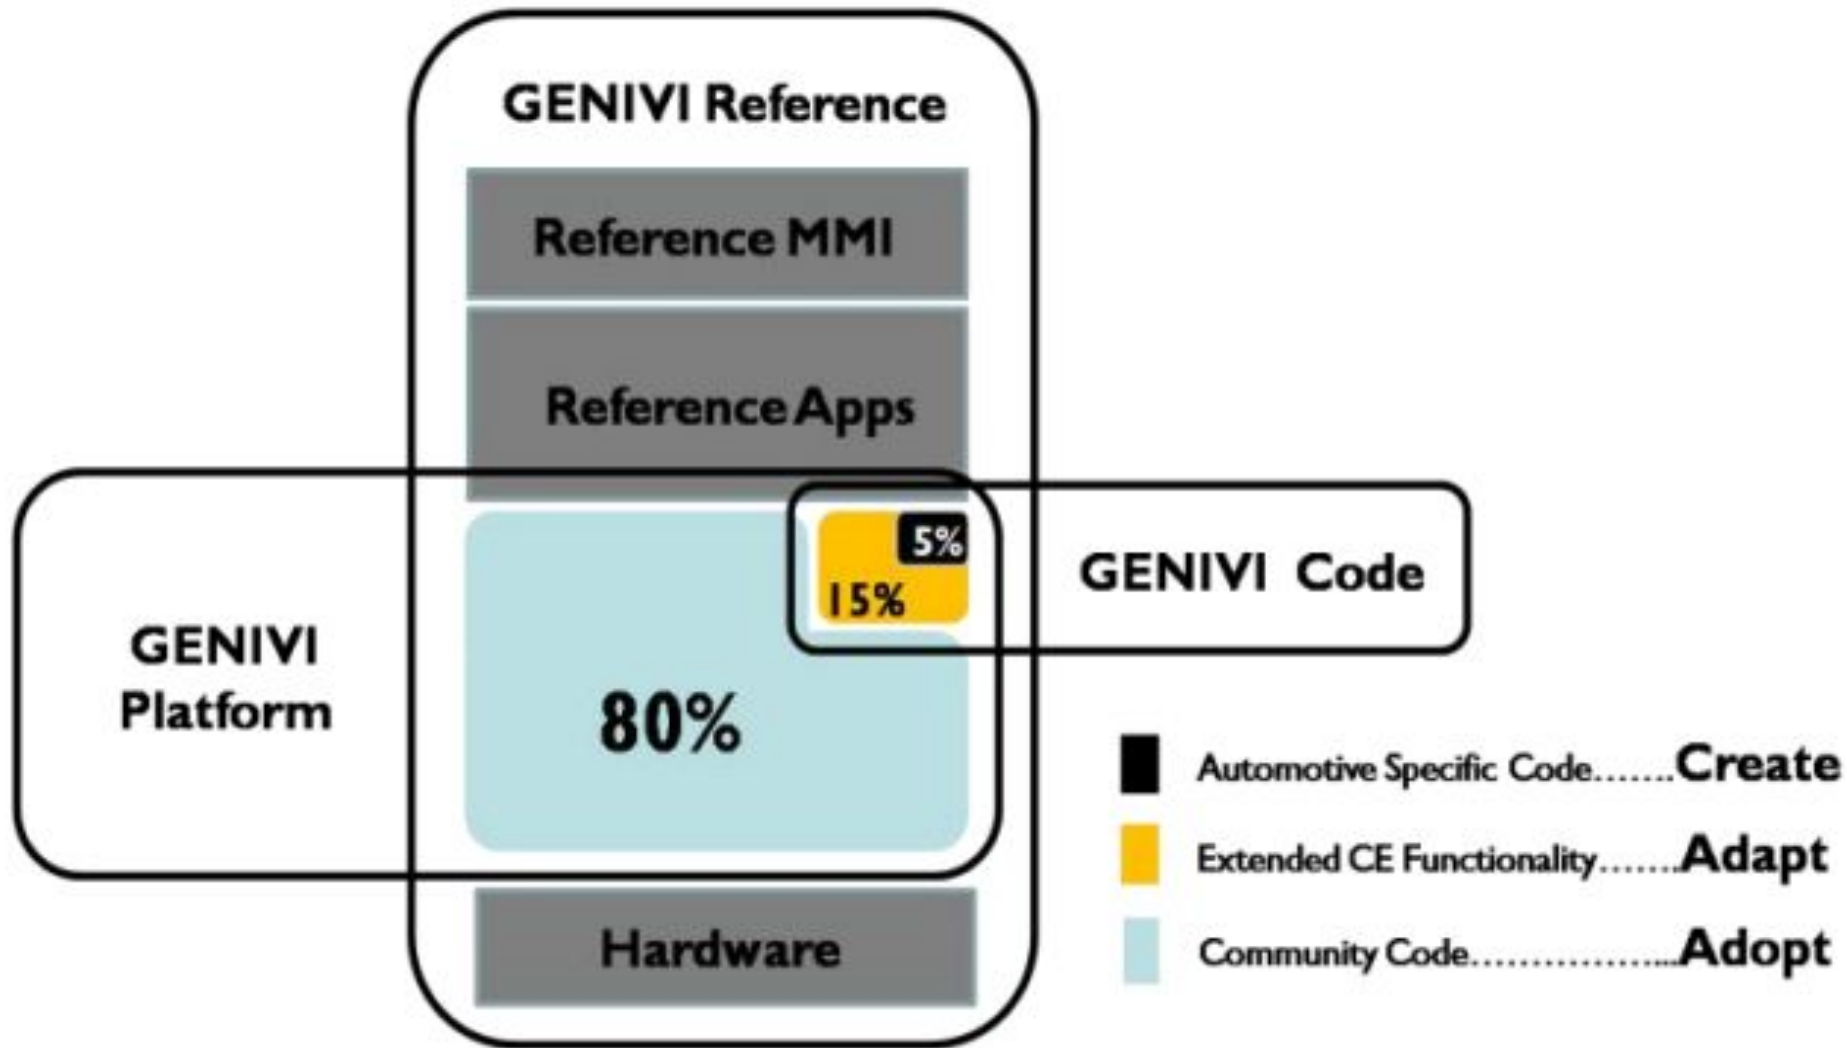 GENIVI Reference
Reference MMI
Reference Apps
5%
15%
GENIVI Code
GENIVI
Platform
80%
Automotive Specific Code.......Create
Extended CE Functionality.......Adapt
Community Code..................Adopt
Hardware